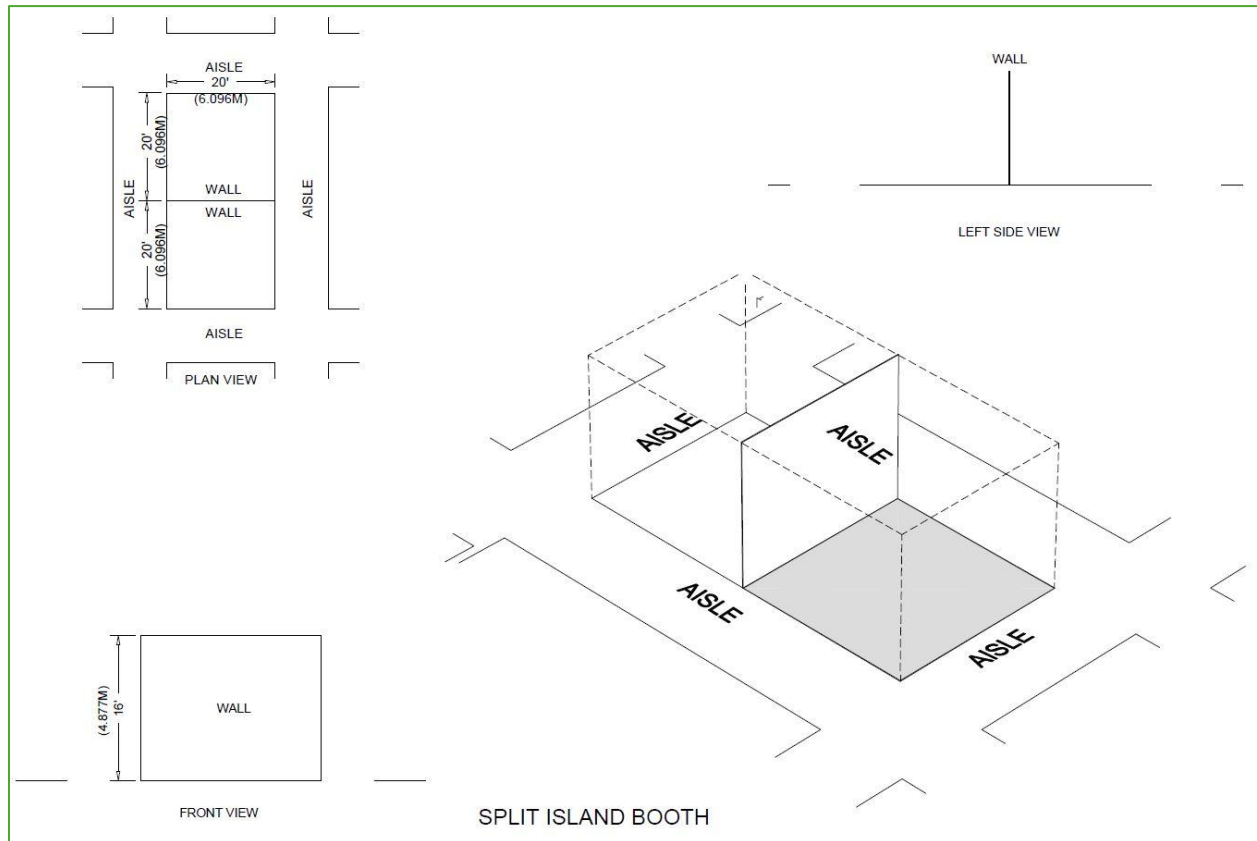 AISLE
20'
(6.096M)
20'
(6.096M)
AISLE
WALL
WALL
AISLE
20'
(6.096M)
AISLE
PLAN VIEW
WALL
LEFT SIDE VIEW
AISLE
AISLE
AISLE
AISLE
(4.877M)
16'
WALL
FRONT VIEW
SPLIT ISLAND BOOTH